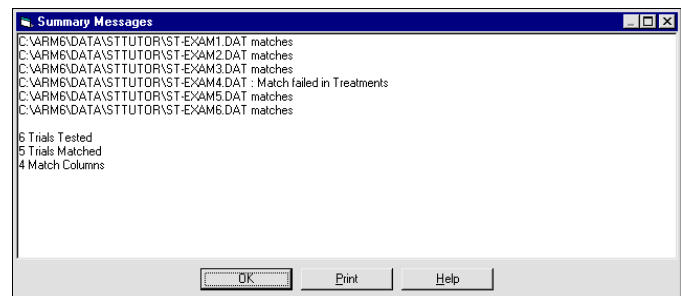 Summary Messages
C:\ARM6\DATA\STTUTOR\ST-EXAM1.DAT matches
C:\ARM6\DATA\STTUTOR\ST-EXAM2.DAT matches
C:\ARM6\DATA\STTUTOR\ST-EXAM3.DAT matches
C:\ARM6\DATA\STTUTOR\ST-EXAM4.DAT : Match failed in Treatments
C:\ARM6\DATA\STTUTOR\ST-EXAM5.DAT matches
C:\ARM6\DATA\STTUTOR\ST-EXAM6.DAT matches
6 Trials Tested
5 Trials Matched
4 Match Columns
OK Print Help